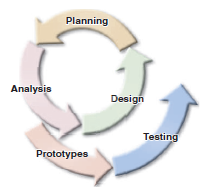 Planning
Analysis
Design
Testing
Prototypes